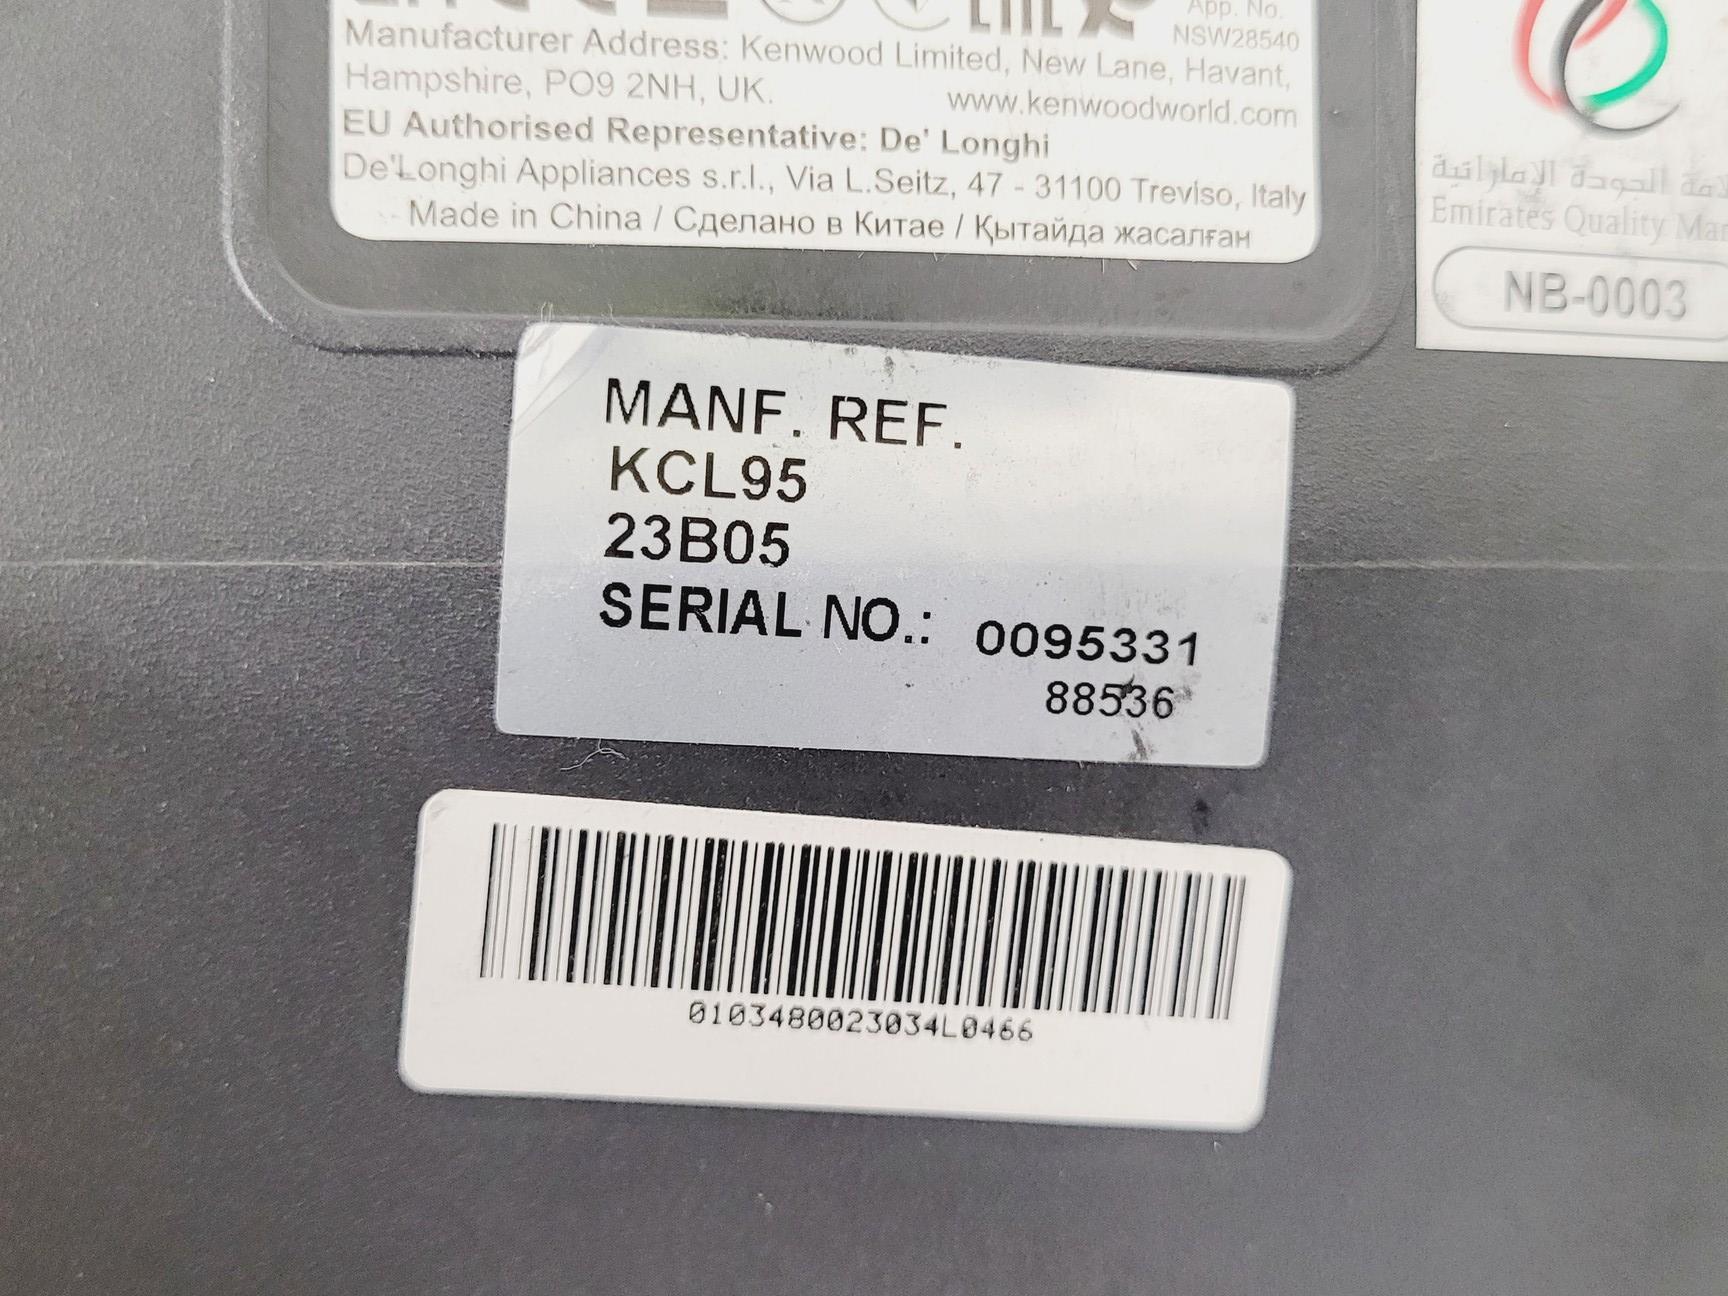 App. No.
NSW28540
Manufacturer Address: Kenwood Limited, New Lane, Havant,
Hampshire, PO9 2NH, UK.
www.kenwoodworld.com
EU Authorised Representative: De' Longhi
De'Longhi Appliances s.r.l., Via L.Seitz, 47 - 31100 Treviso, Italy
Made in China / Сделано в Китае / Қытайда жасалған
الجودة الإماراتية
Emirates Quality
NB-0003
MANF. REF.
KCL95
23B05
SERIAL NO.: 0095331
88536
0103480023034L0466